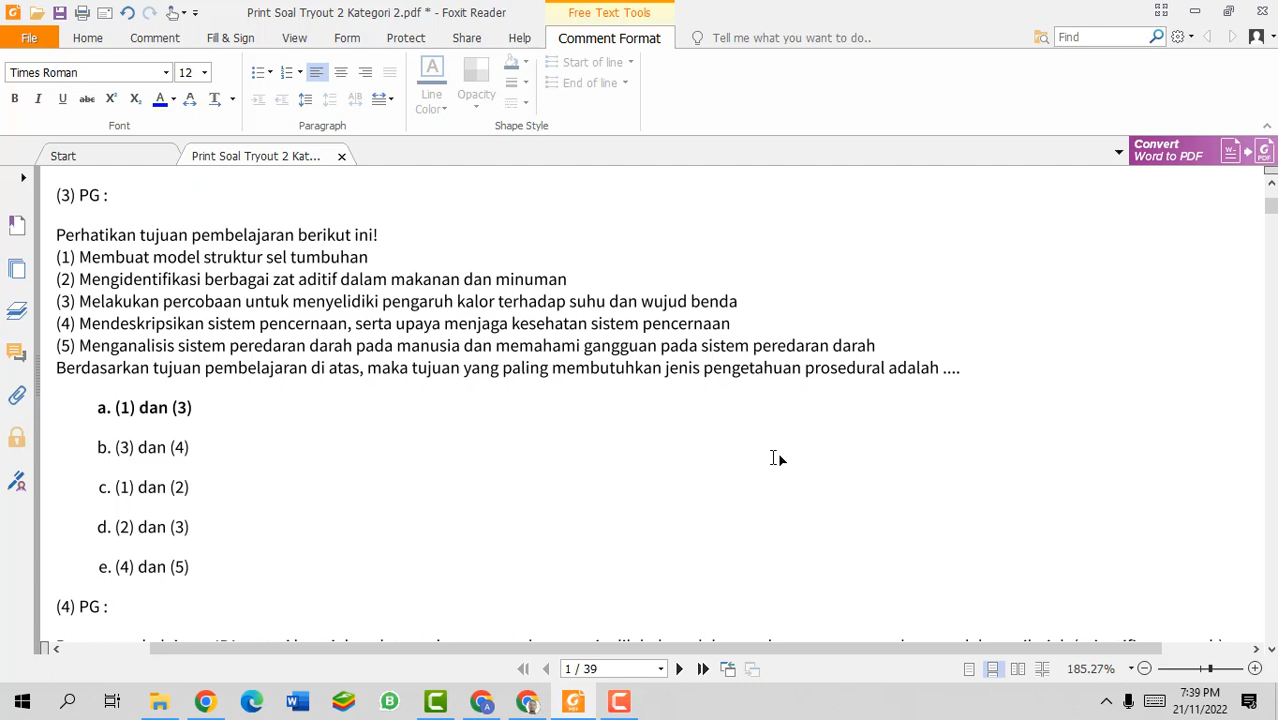 Print Soal Tryout 2 Kategori 2.pdf * - Foxit Reader
Free Text Tools
File
Home
Comment
Fill & Sign
View
Form
Protect
Share
Help
Comment Format
Tell me what you want to do..
Find
Times Roman
12
Line Color
Opacity
Start of line
End of line
Font
Paragraph
Shape Style
Start
Print Soal Tryout 2 Kat...
Convert
Word to PDF
(3) PG :
Perhatikan tujuan pembelajaran berikut ini!
(1) Membuat model struktur sel tumbuhan
(2) Mengidentifikasi berbagai zat aditif dalam makanan dan minuman
(3) Melakukan percobaan untuk menyelidiki pengaruh kalor terhadap suhu dan wujud benda
(4) Mendeskripsikan sistem pencernaan, serta upaya menjaga kesehatan sistem pencernaan
(5) Menganalisis sistem peredaran darah pada manusia dan memahami gangguan pada sistem peredaran darah
Berdasarkan tujuan pembelajaran di atas, maka tujuan yang paling membutuhkan jenis pengetahuan prosedural adalah ....
a. (1) dan (3)
b. (3) dan (4)
c. (1) dan (2)
d. (2) dan (3)
e. (4) dan (5)
(4) PG :
1 / 39
185.27%
7:39 PM
21/11/2022